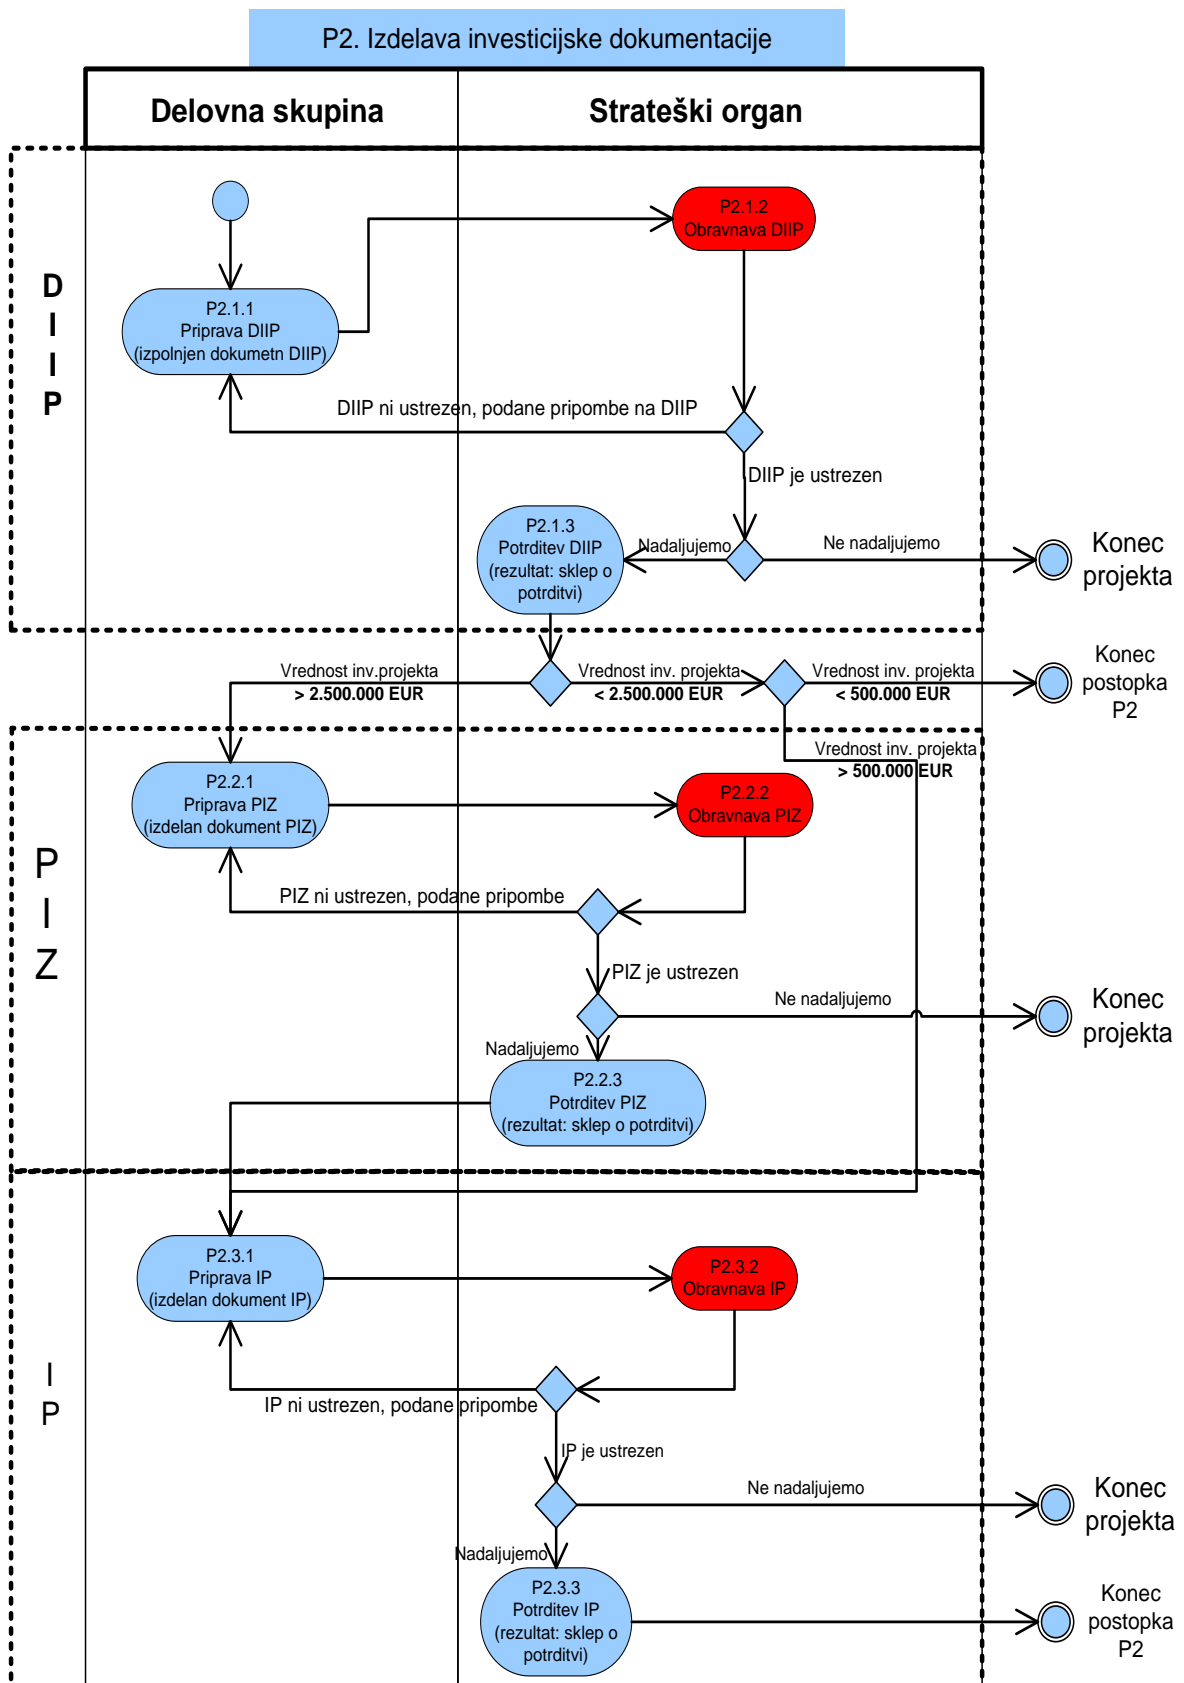 P2. Izdelava investicijske dokumentacije
Delovna skupina
Strateški organ
D
I
I
P
P2.1.2
Obravnava DIIP
P2.1.1
Priprava DIIP
(izpolnjen dokumetn DIIP)
DIIP ni ustrezen, podane pripombe na DIIP
DIIP je ustrezen
P2.1.3
Potrditev DIIP
(rezultat: sklep o
potrditvi)
Nadaljujemo
Ne nadaljujemo
Konec
projekta
Vrednost inv.projekta
> 2.500.000 EUR
Vrednost inv. projekta
< 2.500.000 EUR
Vrednost inv. projekta
< 500.000 EUR
Konec
postopka
P2
Vrednost inv. projekta
> 500.000 EUR
P
I
Z
P2.2.1
Priprava PIZ
(izdelan dokument PIZ)
P2.2.2
Obravnava PIZ
PIZ ni ustrezen, podane pripombe
PIZ je ustrezen
Ne nadaljujemo
Konec
projekta
Nadaljujemo
P2.2.3
Potrditev PIZ
(rezultat: sklep o potrditvi)
I
P
P2.3.1
Priprava IP
(izdelan dokument IP)
P2.3.2
Obravnava IP
IP ni ustrezen, podane pripombe
IP je ustrezen
Ne nadaljujemo
Konec
projekta
Nadaljujemo
P2.3.3
Potrditev IP
(rezultat: sklep o
potrditvi)
Konec
postopka
P2